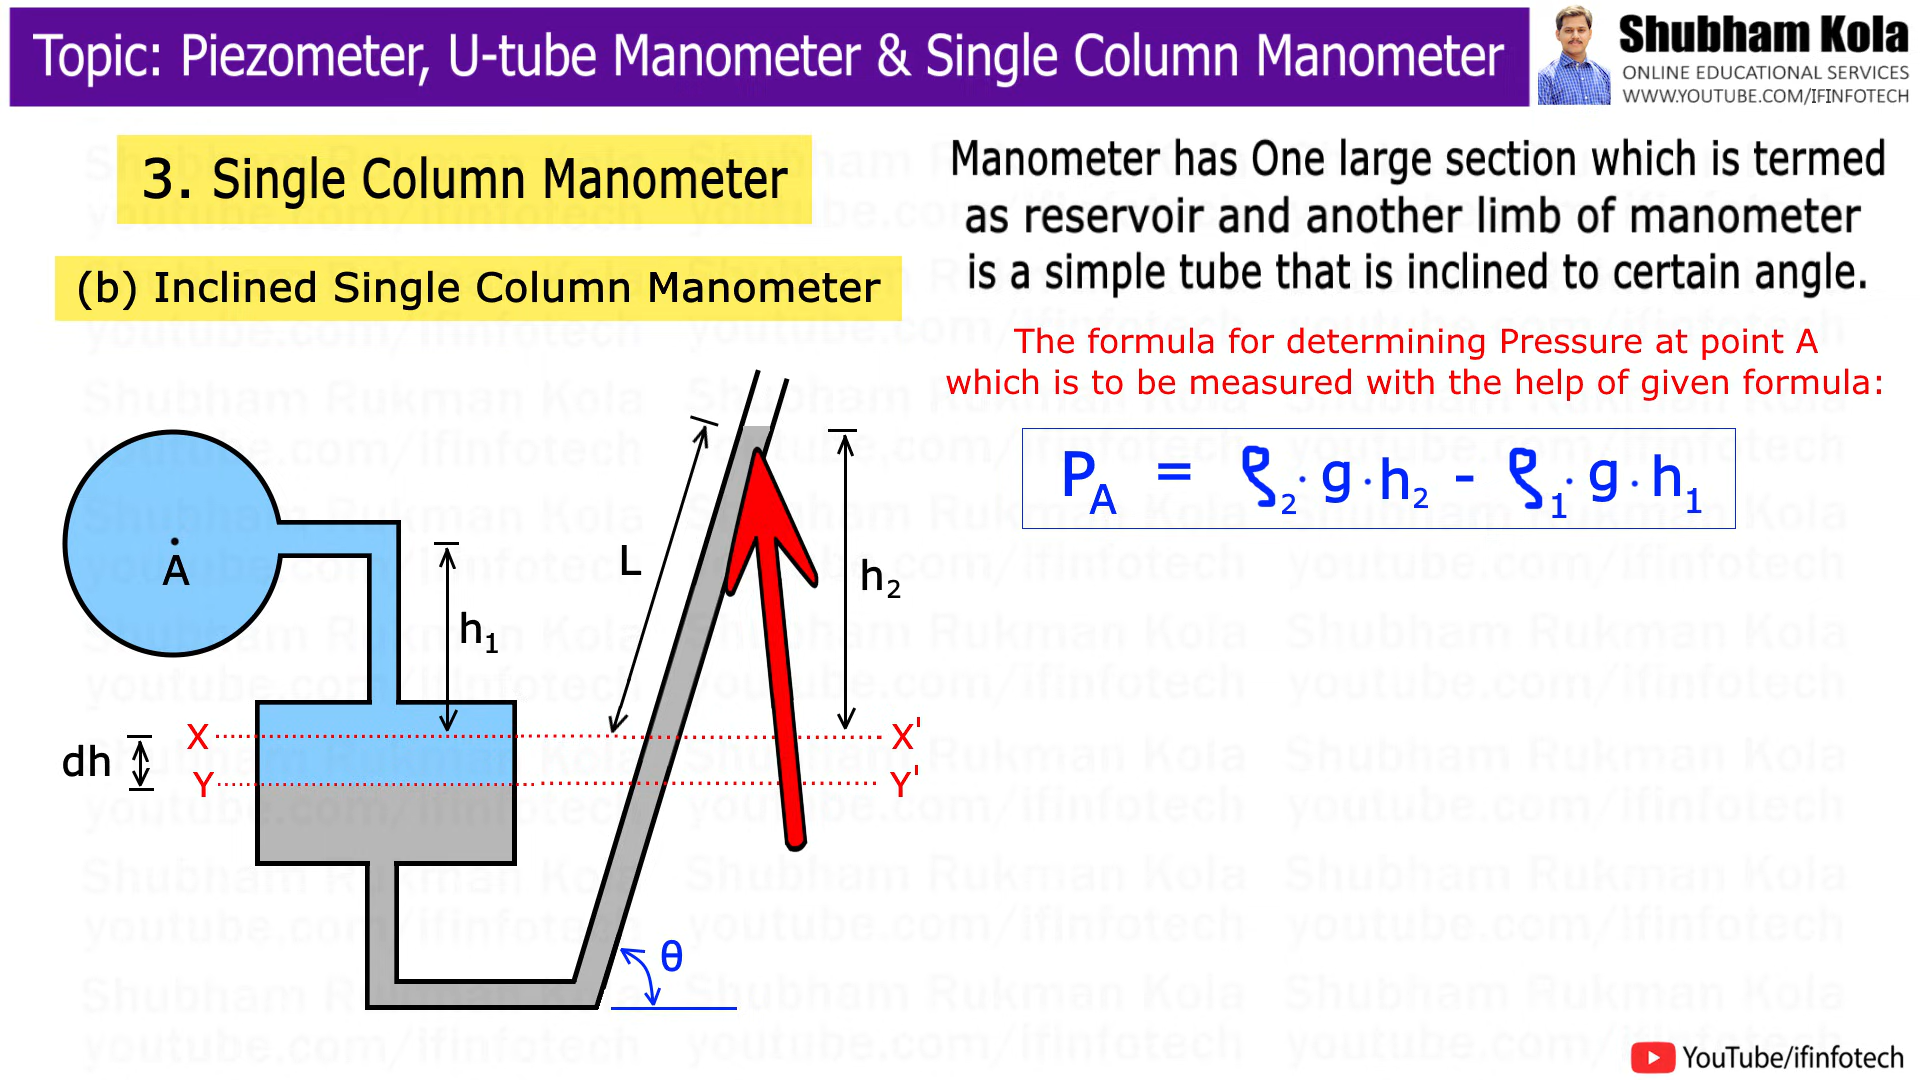 Topic: Piezometer, U-tube Manometer & Single Column Manometer
Shubham Kola
ONLINE EDUCATIONAL SERVICES
WWW.YOUTUBE.COM/IFINFOTECH
3. Single Column Manometer
(b) Inclined Single Column Manometer
Manometer has One large section which is termed
as reservoir and another limb of manometer
is a simple tube that is inclined to certain angle.
The formula for determining Pressure at point A
which is to be measured with the help of given formula:
P_A = ρ₂ · g · h₂ - ρ₁ · g · h₁
A
h₁
L
h₂
X X'
dh
Y Y'
θ
Shubham Rukman Kola
youtube.com/ifinfotech
YouTube/ifinfotech